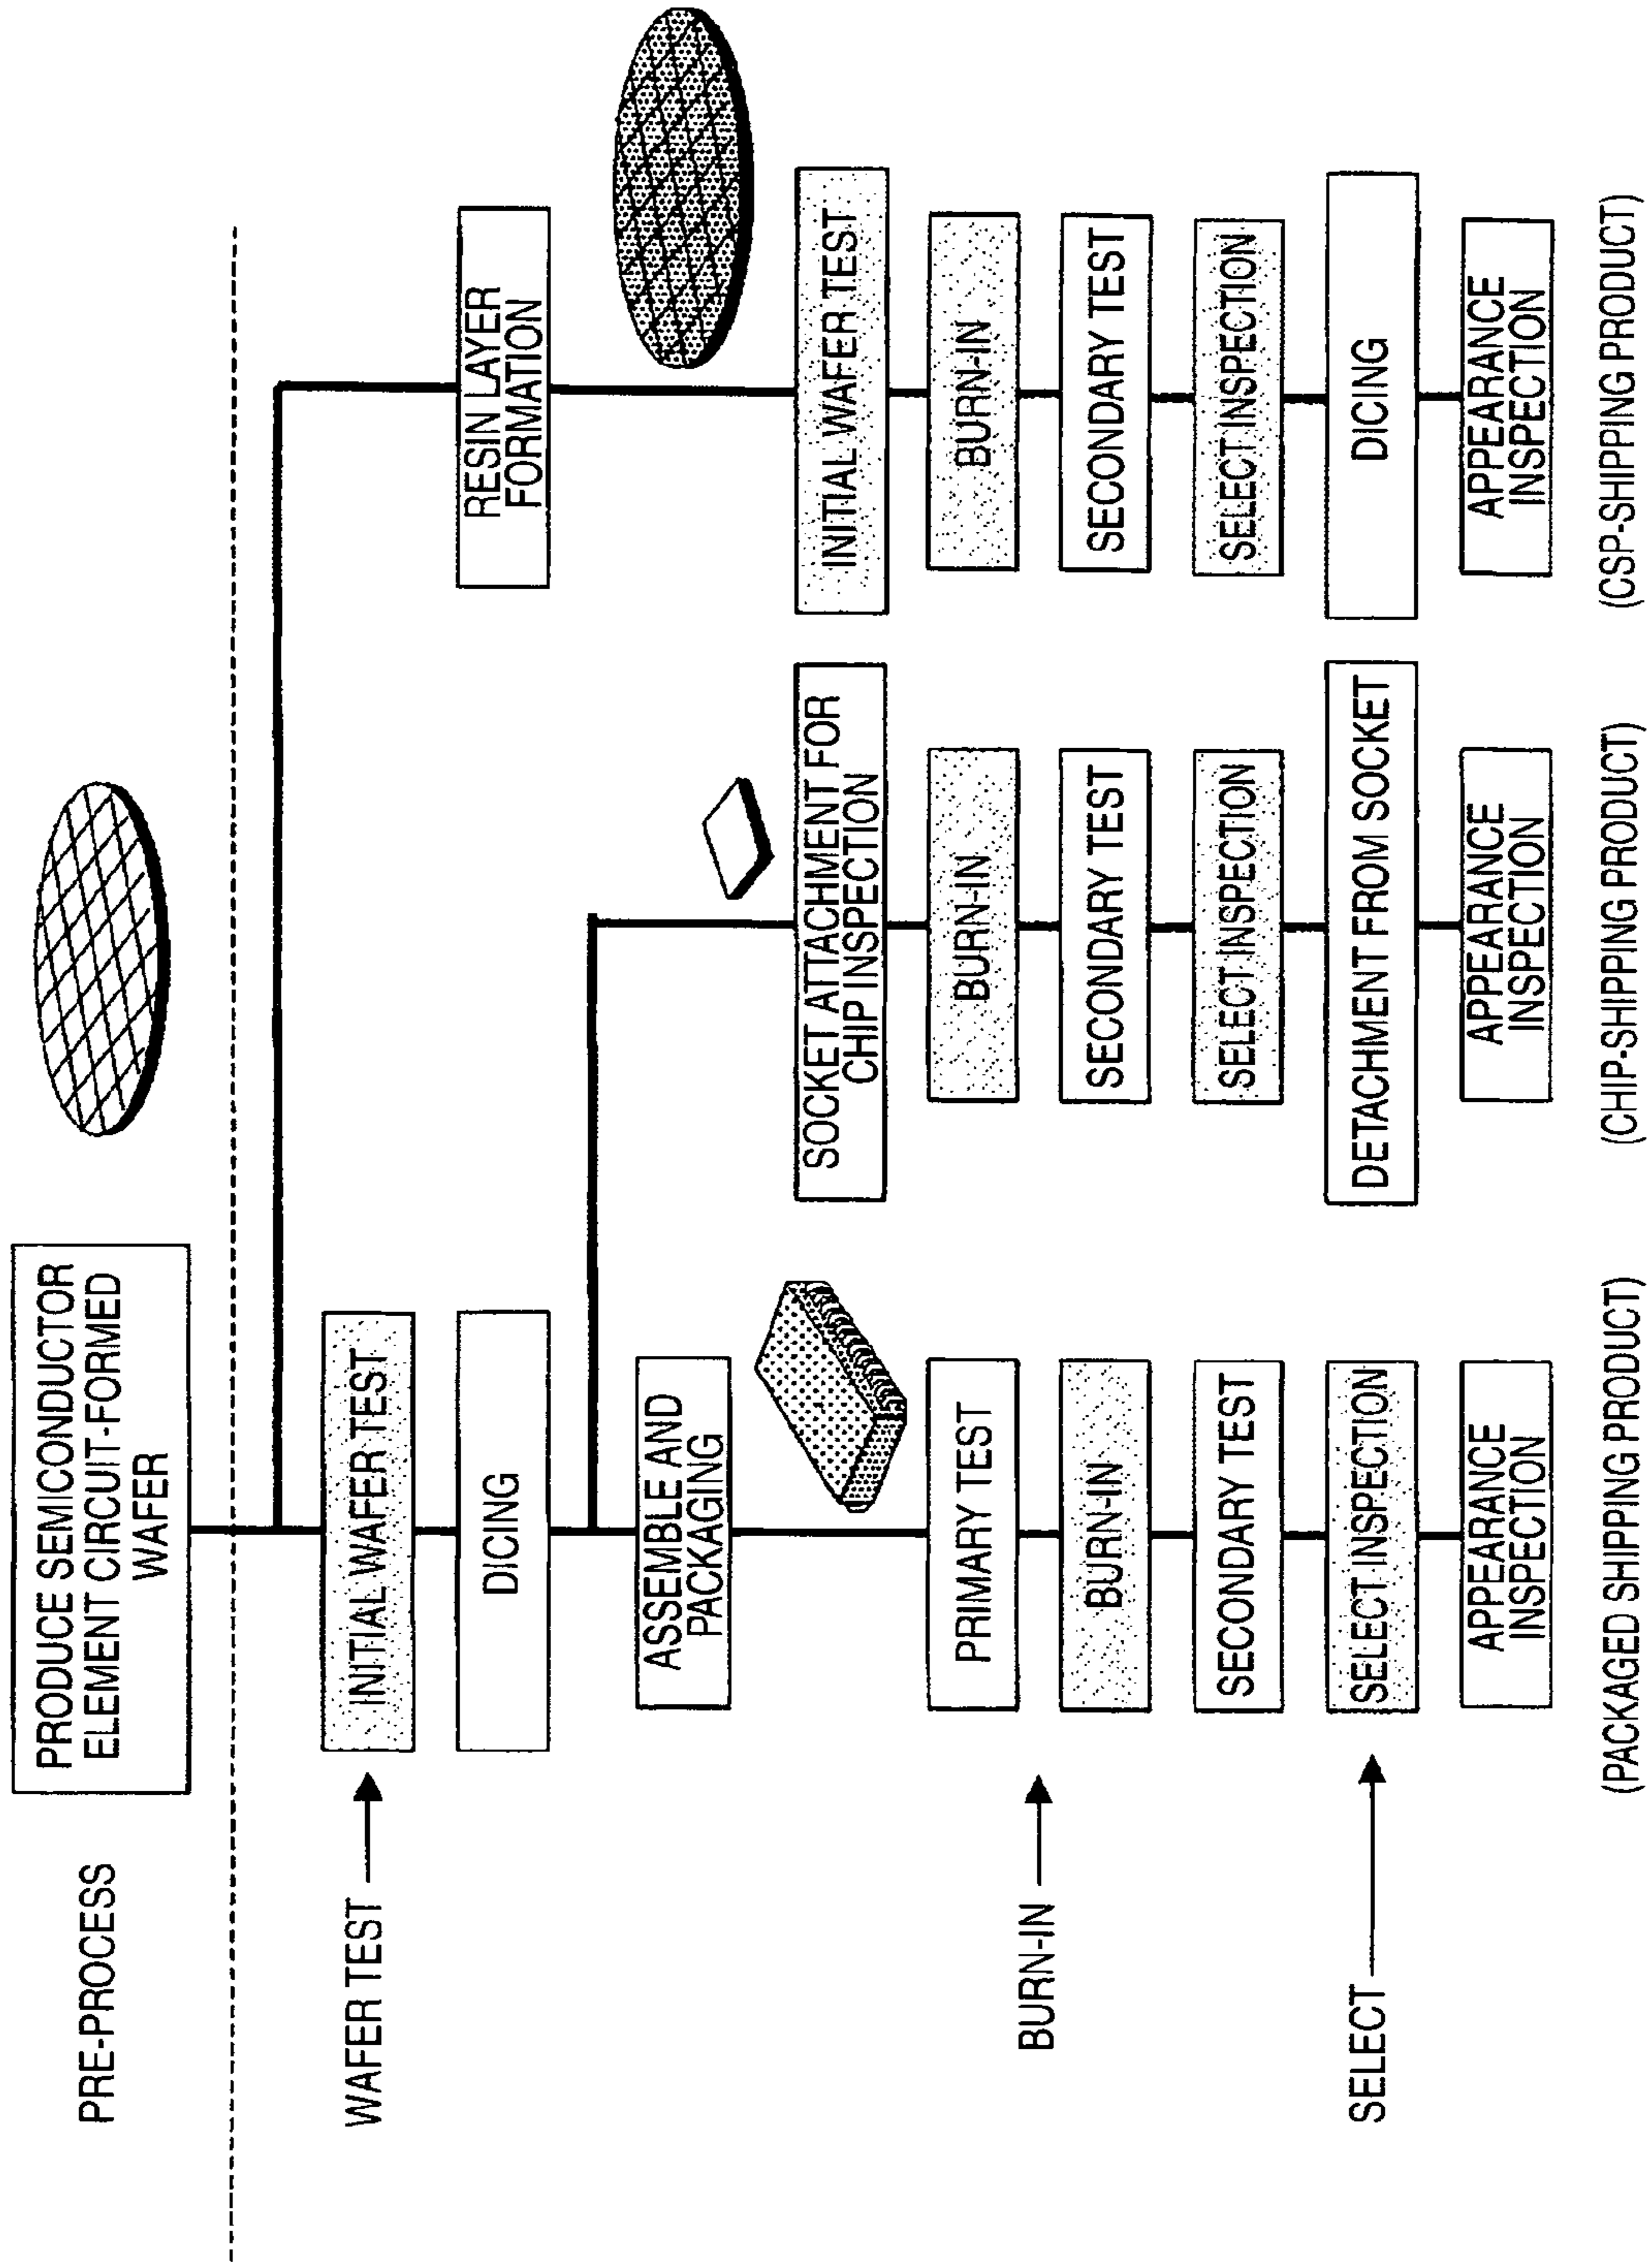 PRE-PROCESS
PRODUCE SEMICONDUCTOR
ELEMENT CIRCUIT-FORMED
WAFER
WAFER TEST
INITIAL WAFER TEST
DICING
RESIN LAYER
FORMATION
ASSEMBLE AND
PACKAGING
SOCKET ATTACHMENT FOR
CHIP INSPECTION
INITIAL WAFER TEST
BURN-IN
PRIMARY TEST
BURN-IN
BURN-IN
BURN-IN
SECONDARY TEST
SECONDARY TEST
SECONDARY TEST
SELECT INSPECTION
SELECT INSPECTION
SELECT
SELECT INSPECTION
DETACHMENT FROM SOCKET
DICING
APPEARANCE
INSPECTION
APPEARANCE
INSPECTION
APPEARANCE
INSPECTION
(PACKAGED SHIPPING PRODUCT)
(CHIP-SHIPPING PRODUCT)
(CSP-SHIPPING PRODUCT)